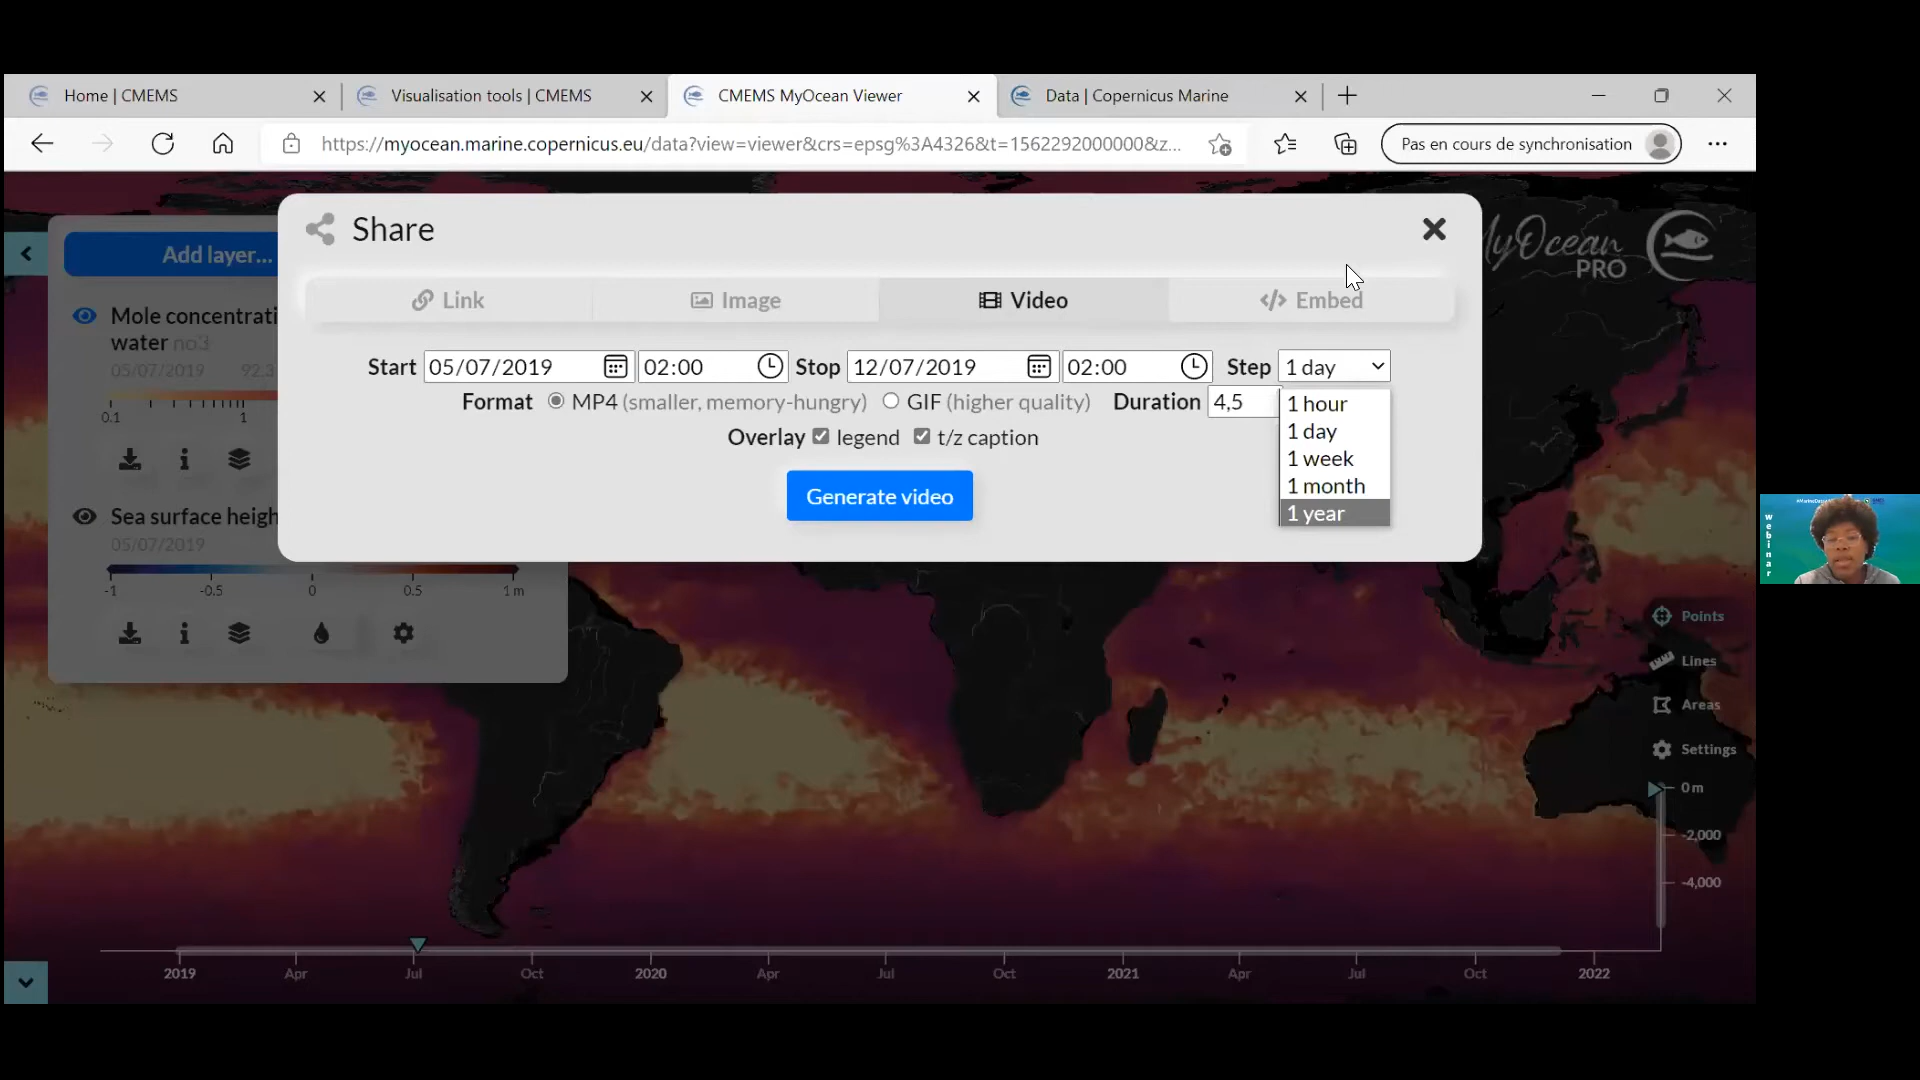 Home | CMEMS
Visualisation tools | CMEMS
CMEMS MyOcean Viewer
Data | Copernicus Marine
https://myocean.marine.copernicus.eu/data?view=viewer&crs=epsg%3A4326&t=1562292000000&z...
Pas en cours de synchronisation
Share
Link
Image
Video
Embed
Start 05/07/2019 02:00 Stop 12/07/2019 02:00 Step 1 day
Format MP4 (smaller, memory-hungry) GIF (higher quality) Duration 4,5
Overlay legend t/z caption
Generate video
1 hour
1 day
1 week
1 month
1 year
Add layer...
Mole concentrati
water no3
05/07/2019 92.3
0.1 1
Sea surface heigh
05/07/2019
-1 -0.5 0 0.5 1 m
MyOcean
PRO
webinar
Points
Lines
Areas
Settings
0 m
-2,000
-4,000
2019 Apr Jul Oct 2020 Apr Jul Oct 2021 Apr Jul Oct 2022